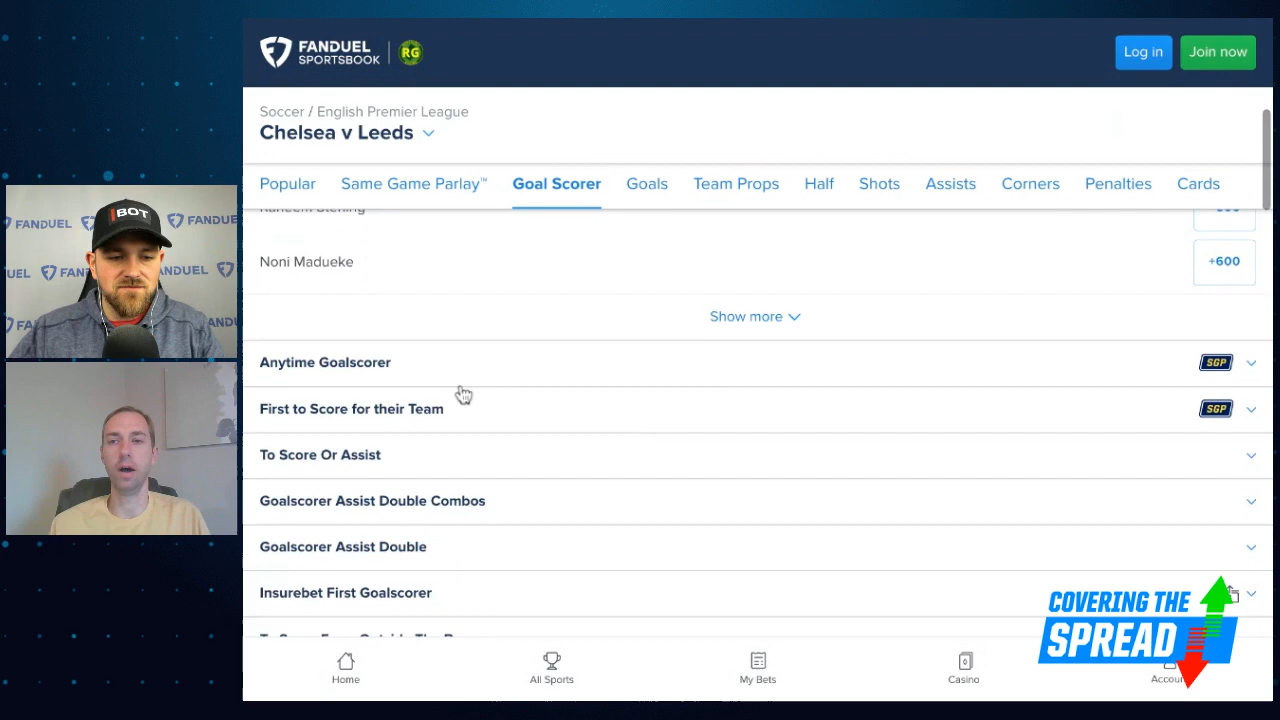 FANDUEL
SPORTSBOOK
RG
Log in
Join now
Soccer / English Premier League
Chelsea v Leeds
Popular
Same Game Parlay™
Goal Scorer
Goals
Team Props
Half
Shots
Assists
Corners
Penalties
Cards
Noni Madueke
+600
Show more
Anytime Goalscorer
SGP
First to Score for their Team
SGP
To Score Or Assist
Goalscorer Assist Double Combos
Goalscorer Assist Double
Insurebet First Goalscorer
COVERING THE
SPREAD
Home
All Sports
My Bets
Casino
BOT
FANDUEL